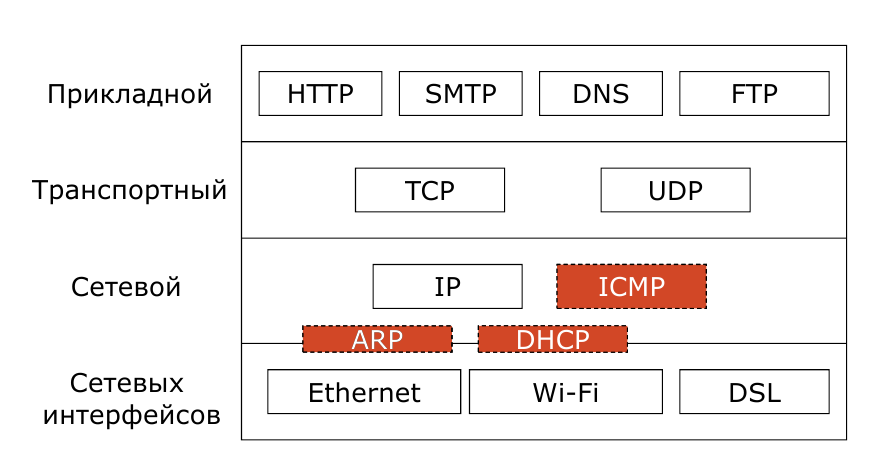 Прикладной
HTTP SMTP DNS FTP
Транспортный
TCP UDP
Сетевой
IP ICMP
ARP DHCP
Сетевых
интерфейсов
Ethernet Wi-Fi DSL